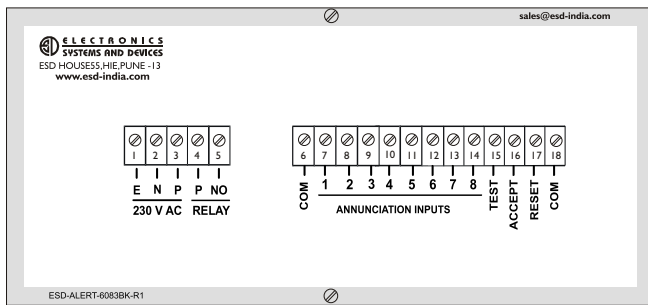 sales@esd-india.com
ELECTRONICS
SYSTEMS AND DEVICES
ESD HOUSE55,HIE,PUNE -13
www.esd-india.com
1 2 3 4 5
E N P P NO
230 V AC RELAY
6 7 8 9 10 11 12 13 14 15 16 17 18
COM 1 2 3 4 5 6 7 8 TEST ACCEPT RESET COM
ANNUNCIATION INPUTS
ESD-ALERT-6083BK-R1